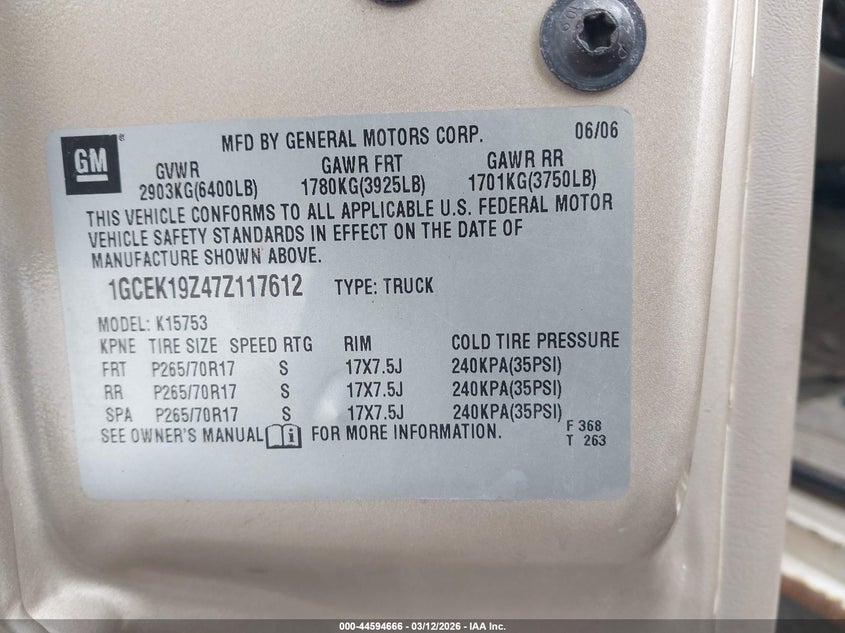 GM
MFD BY GENERAL MOTORS CORP. 06/06
GVWR GAWR FRT GAWR RR
2903KG(6400LB) 1780KG(3925LB) 1701KG(3750LB)
THIS VEHICLE CONFORMS TO ALL APPLICABLE U.S. FEDERAL MOTOR
VEHICLE SAFETY STANDARDS IN EFFECT ON THE DATE OF
MANUFACTURE SHOWN ABOVE.
1GCEK19Z47Z117612 TYPE: TRUCK
MODEL: K15753
KPNE TIRE SIZE SPEED RTG RIM COLD TIRE PRESSURE
FRT P265/70R17 S 17X7.5J 240KPA(35PSI)
RR P265/70R17 S 17X7.5J 240KPA(35PSI)
SPA P265/70R17 S 17X7.5J 240KPA(35PSI)
SEE OWNER'S MANUAL FOR MORE INFORMATION.
F 368
T 263
000-44594666 - 03/12/2026 - IAA Inc.